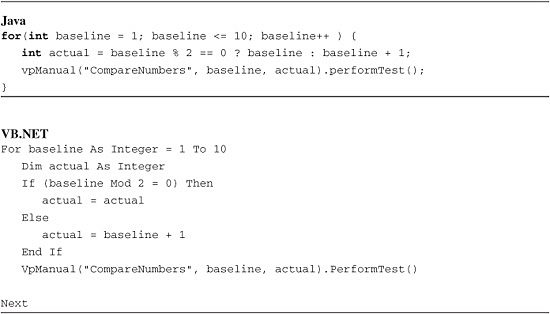 Java
for(int baseline = 1; baseline <= 10; baseline++ ) {
int actual = baseline % 2 == 0 ? baseline : baseline + 1;
vpManual("CompareNumbers", baseline, actual).performTest();
}
VB.NET
For baseline As Integer = 1 To 10
Dim actual As Integer
If (baseline Mod 2 = 0) Then
actual = actual
Else
actual = baseline + 1
End If
VpManual("CompareNumbers", baseline, actual).PerformTest()
Next